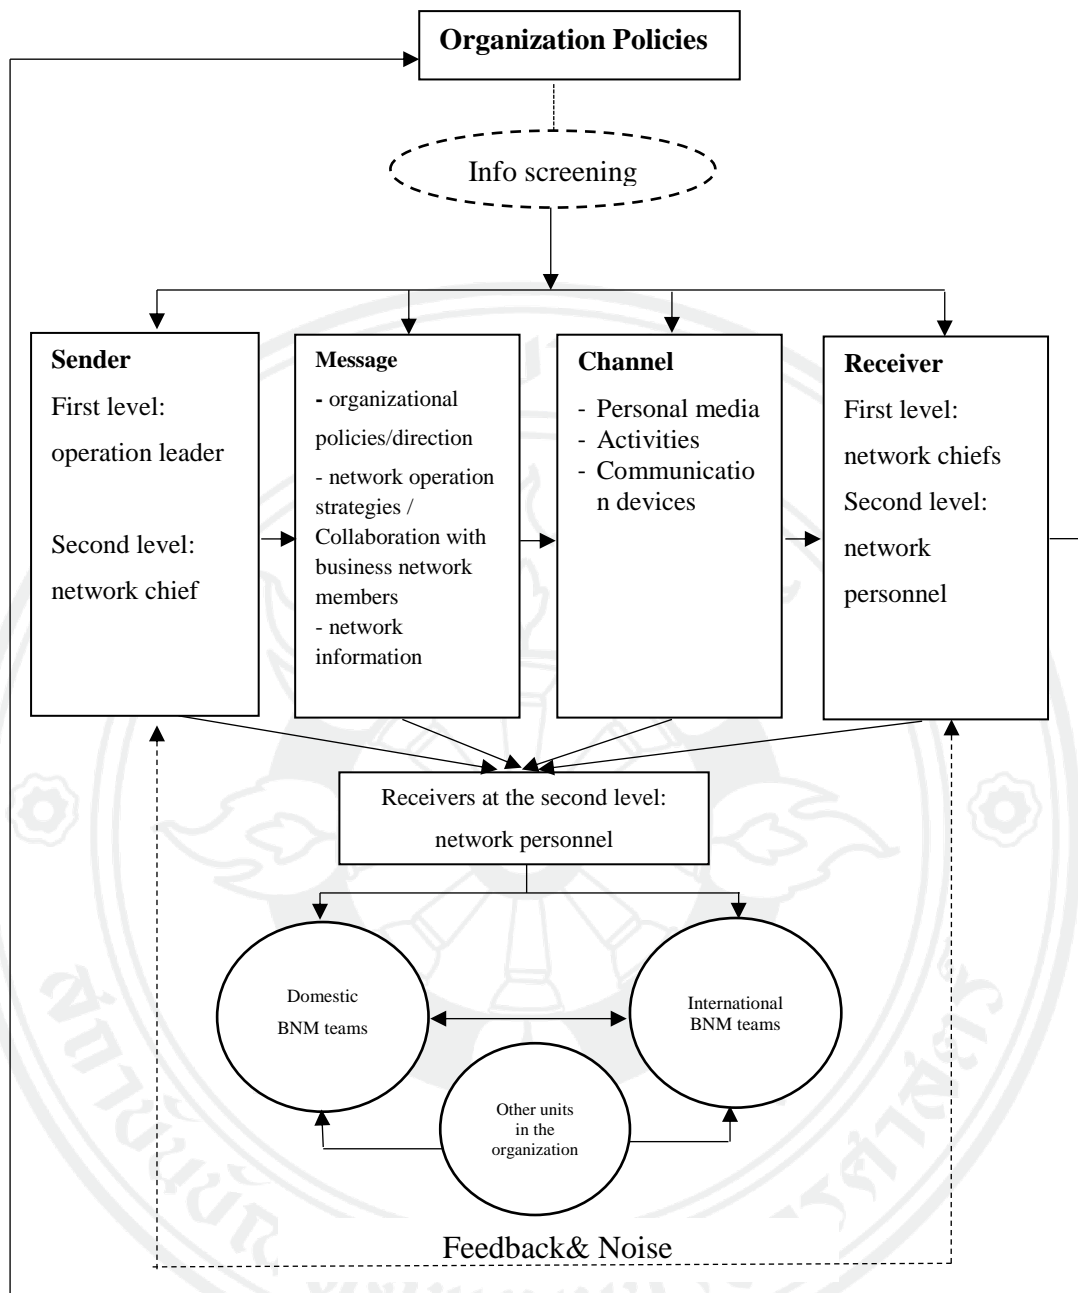 Organization Policies
Info screening
Sender
First level:
operation leader
Second level:
network chief
Message
- organizational
policies/direction
- network operation
strategies /
Collaboration with
business network
members
- network
information
Channel
- Personal media
- Activities
- Communicatio
n devices
Receiver
First level:
network chiefs
Second level:
network
personnel
Receivers at the second level:
network personnel
Domestic
BNM teams
International
BNM teams
Other units
in the
organization
Feedback& Noise